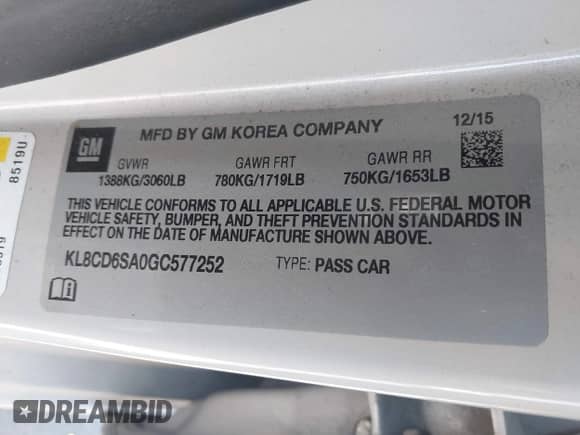 GM
MFD BY GM KOREA COMPANY
12/15
GVWR GAWR FRT GAWR RR
1388KG/3060LB 780KG/1719LB 750KG/1653LB
THIS VEHICLE CONFORMS TO ALL APPLICABLE U.S. FEDERAL MOTOR
VEHICLE SAFETY, BUMPER, AND THEFT PREVENTION STANDARDS IN
EFFECT ON THE DATE OF MANUFACTURE SHOWN ABOVE.
KL8CD6SA0GC577252 TYPE: PASS CAR
8519U
DREAMBID